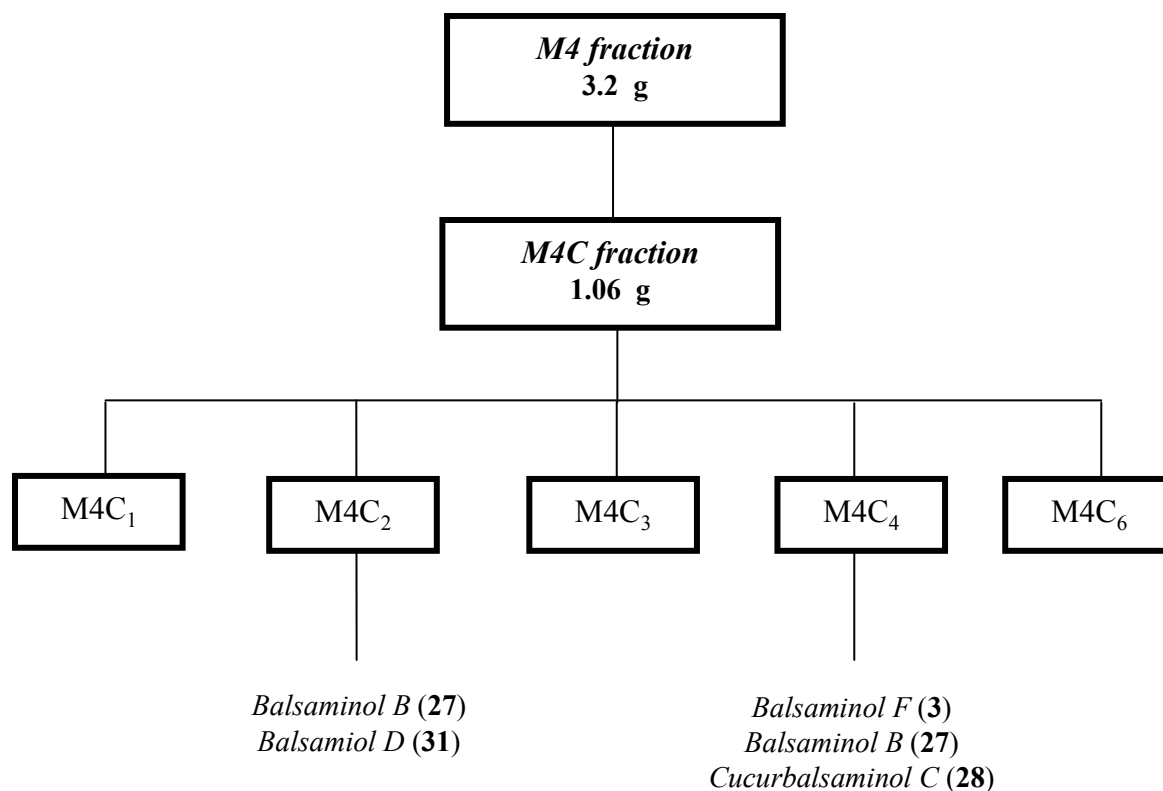 M4 fraction
3.2 g
M4C fraction
1.06 g
M4C₁ M4C₂ M4C₃ M4C₄ M4C₆
Balsaminol B (27)
Balsamiol D (31)
Balsaminol F (3)
Balsaminol B (27)
Cucurbalsaminol C (28)